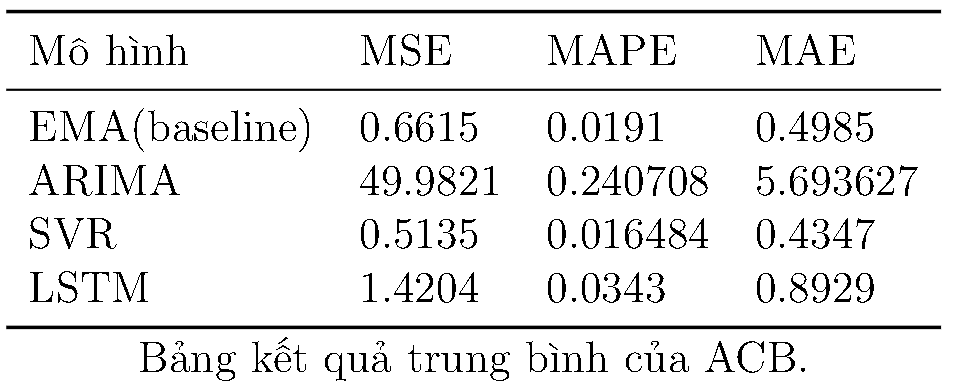 Mô hình MSE MAPE MAE
EMA(baseline) 0.6615 0.0191 0.4985
ARIMA 49.9821 0.240708 5.693627
SVR 0.5135 0.016484 0.4347
LSTM 1.4204 0.0343 0.8929
Bảng kết quả trung bình của ACB.